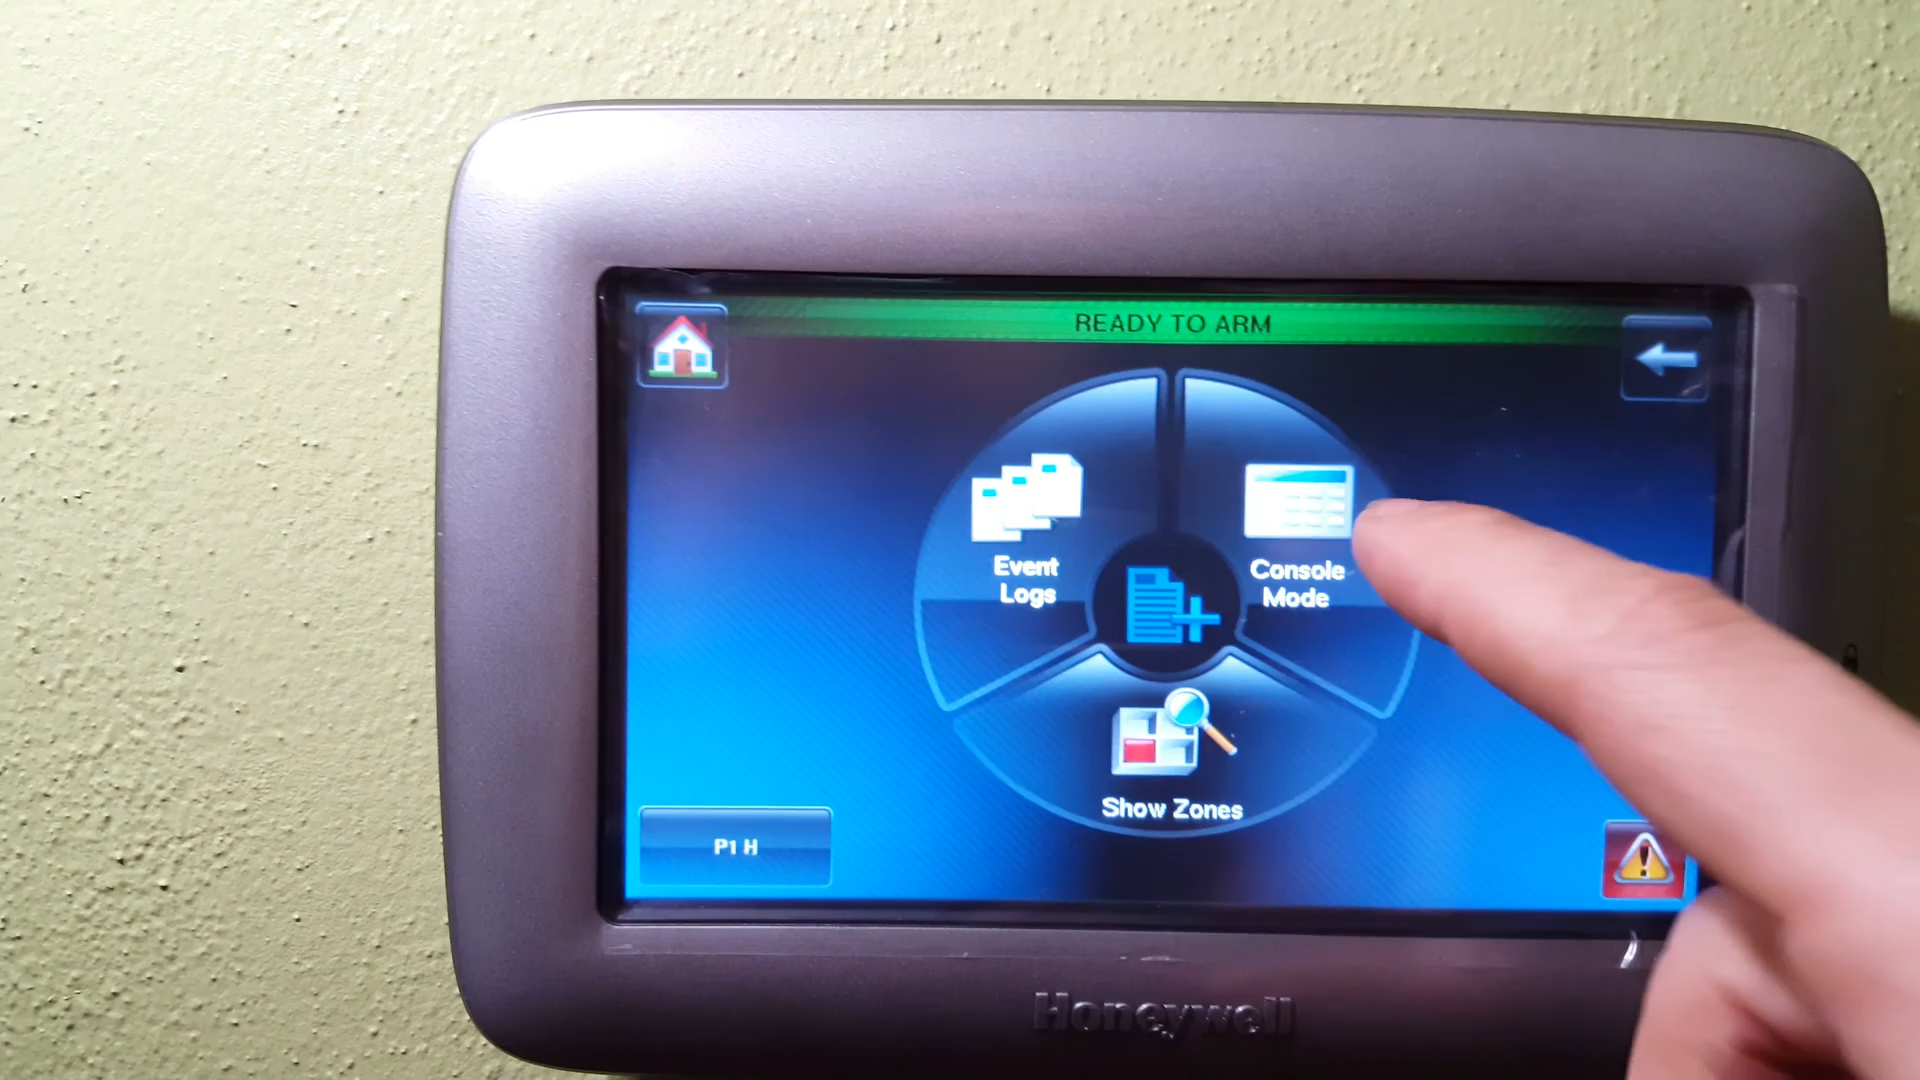 READY TO ARM
Event
Logs
Console
Mode
Show Zones
P1 H
Honeywell